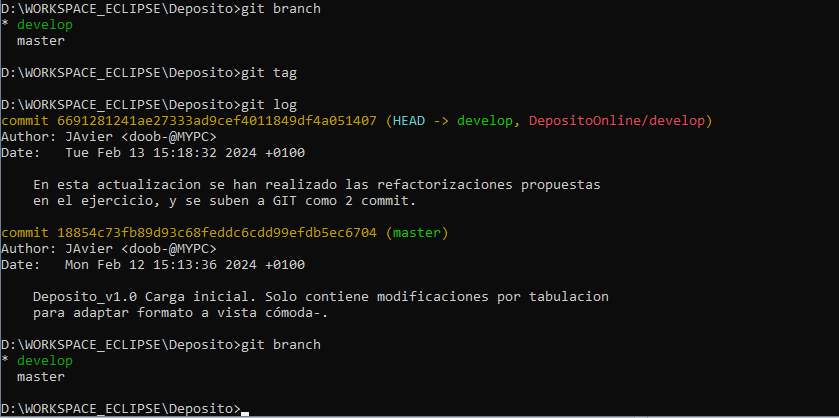 D:\WORKSPACE_ECLIPSE\Deposito>git branch
* develop
  master
D:\WORKSPACE_ECLIPSE\Deposito>git tag
D:\WORKSPACE_ECLIPSE\Deposito>git log
commit 6691281241ae27333ad9cef4011849df4a051407 (HEAD -> develop, DepositoOnline/develop)
Author: JAvier <doob-@MYPC>
Date:   Tue Feb 13 15:18:32 2024 +0100
    En esta actualizacion se han realizado las refactorizaciones propuestas
    en el ejercicio, y se suben a GIT como 2 commit.
commit 18854c73fb89d93c68feddc6cdd99efdb5ec6704 (master)
Author: JAvier <doob-@MYPC>
Date:   Mon Feb 12 15:13:36 2024 +0100
    Deposito_v1.0 Carga inicial. Solo contiene modificaciones por tabulacion
    para adaptar formato a vista cómoda-.
D:\WORKSPACE_ECLIPSE\Deposito>git branch
* develop
  master
D:\WORKSPACE_ECLIPSE\Deposito>